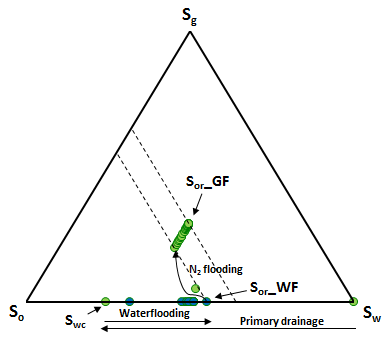 Sg
Sor_GF
N2 flooding
Sor_WF
So
Sw
Swc
Waterflooding
Primary drainage